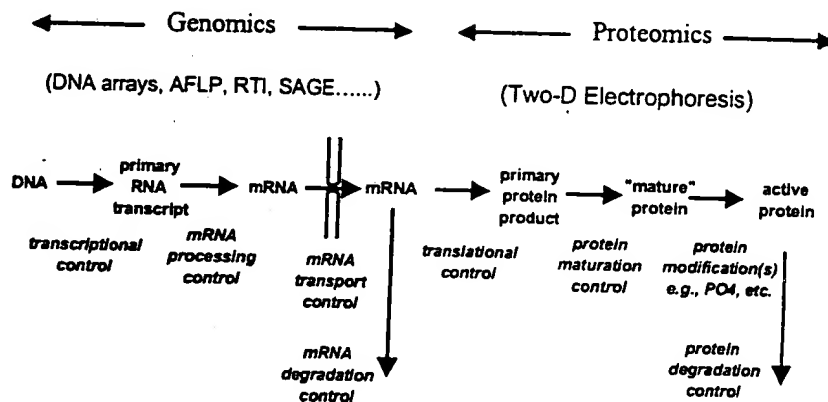 Genomics
Proteomics
(DNA arrays, AFLP, RTI, SAGE......)
(Two-D Electrophoresis)
DNA
primary
RNA
transcript
mRNA
mRNA
primary
protein
product
"mature"
protein
active
protein
transcriptional
control
mRNA
processing
control
mRNA
transport
control
translational
control
protein
maturation
control
protein
modification(s)
e.g., PO4, etc.
mRNA
degradation
control
protein
degradation
control